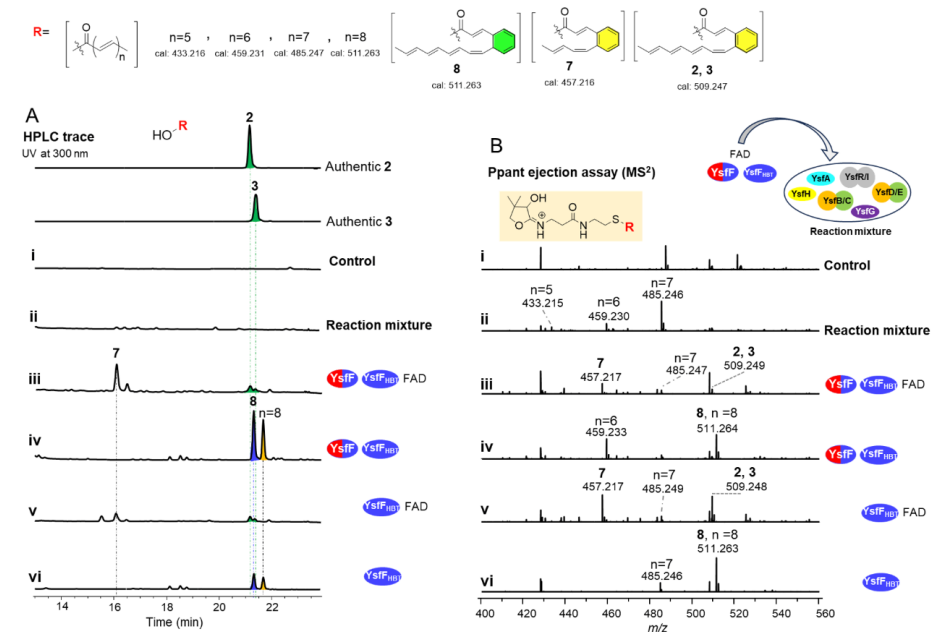 R=
O
n
n=5 , n=6 , n=7 , n=8
cal: 433.216 cal: 459.231 cal: 485.247 cal: 511.263
O
8
cal: 511.263
O
7
cal: 457.216
O
2, 3
cal: 509.247
A
HPLC trace
UV at 300 nm
HO R
2
Authentic 2
3
Authentic 3
i
Control
ii
Reaction mixture
iii
7
YsfF YsfFHBT FAD
iv
8
n=8
YsfF YsfFHBT
v
YsfFHBT FAD
vi
YsfFHBT
14 16 18 20 22
Time (min)
B
Ppant ejection assay (MS²)
OH
O
O
N
H
+
N
H
S
R
FAD
YsfF YsfFHBT
YsfA
YsfR/I
YsfH
YsfB/C
YsfD/E
YsfG
Reaction mixture
i
Control
ii
n=5
433.215
n=6
459.230
n=7
485.246
Reaction mixture
iii
7
457.217
n=7
485.247
2, 3
509.249
YsfF YsfFHBT FAD
iv
n=6
459.233
8, n =8
511.264
YsfF YsfFHBT
v
7
457.217
n=7
485.249
2, 3
509.248
YsfFHBT FAD
vi
n=7
485.246
8, n =8
511.263
YsfFHBT
400 420 440 460 480 500 520 540 560
m/z